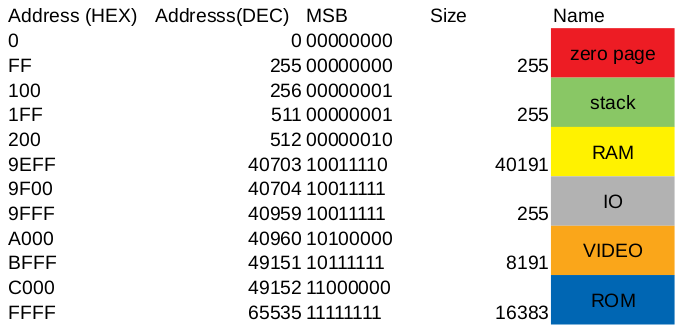 Address (HEX) Addresss(DEC) MSB Size Name
0 0 00000000
zero page
FF 255 00000000 255
100 256 00000001
stack
1FF 511 00000001 255
200 512 00000010
RAM
9EFF 40703 10011110 40191
9F00 40704 10011111
IO
9FFF 40959 10011111 255
A000 40960 10100000
VIDEO
BFFF 49151 10111111 8191
C000 49152 11000000
ROM
FFFF 65535 11111111 16383